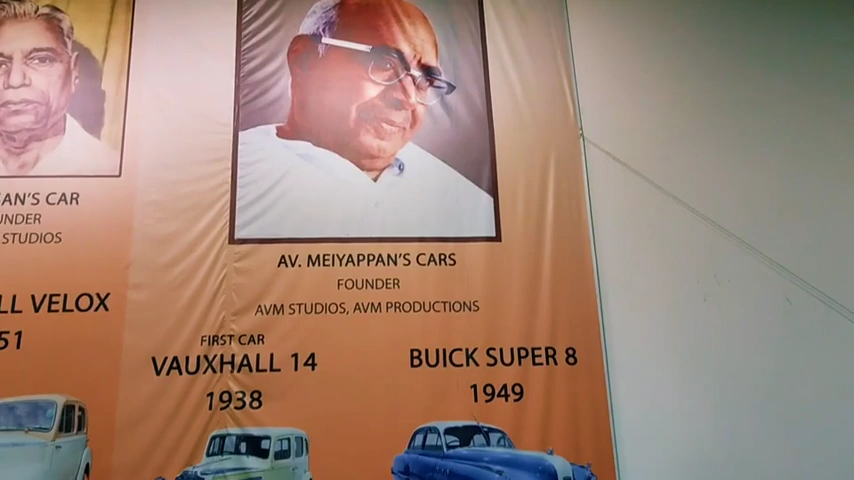 AN'S CAR
UNDER
STUDIOS
LL VELOX
51
AV. MEIYAPPAN'S CARS
FOUNDER
AVM STUDIOS, AVM PRODUCTIONS
FIRST CAR
VAUXHALL 14
1938
BUICK SUPER 8
1949